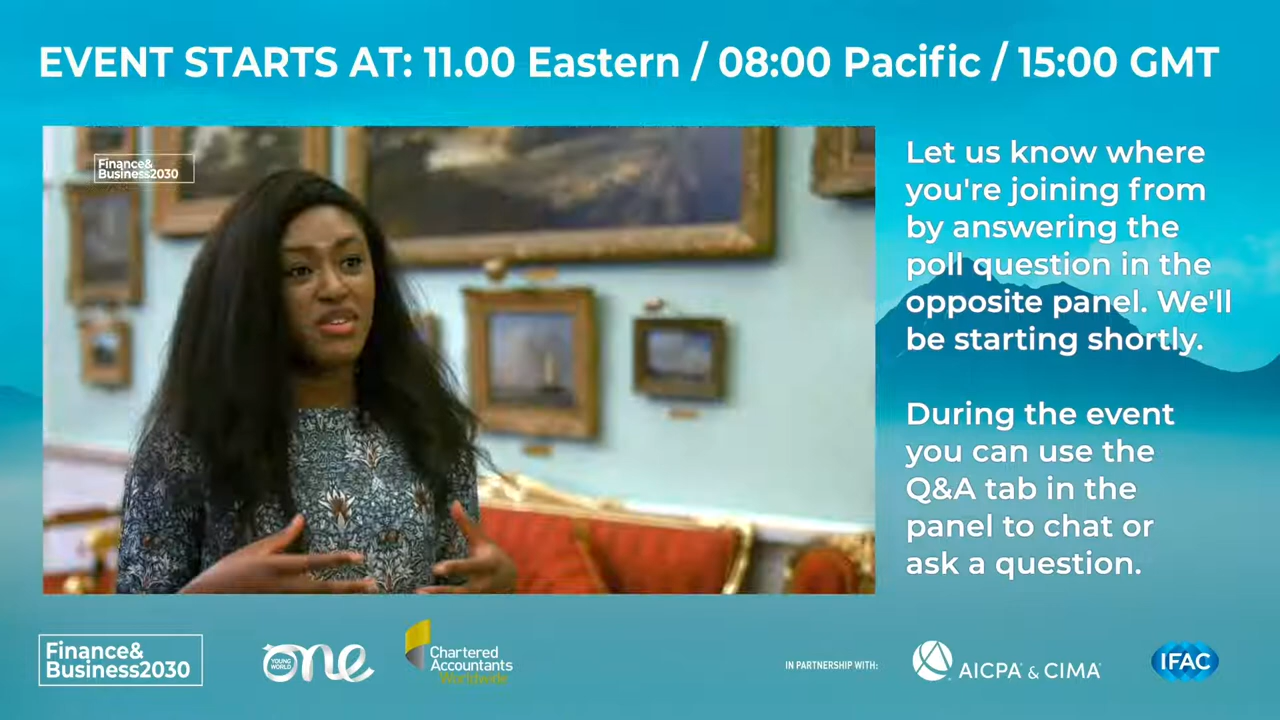 EVENT STARTS AT: 11.00 Eastern / 08:00 Pacific / 15:00 GMT
Finance&
Business2030
Let us know where
you're joining from
by answering the
poll question in the
opposite panel. We'll
be starting shortly.
During the event
you can use the
Q&A tab in the
panel to chat or
ask a question.
Finance&
Business2030
YOUNG
WORLD
one
Chartered
Accountants
Worldwide
IN PARTNERSHIP WITH:
AICPA & CIMA
IFAC